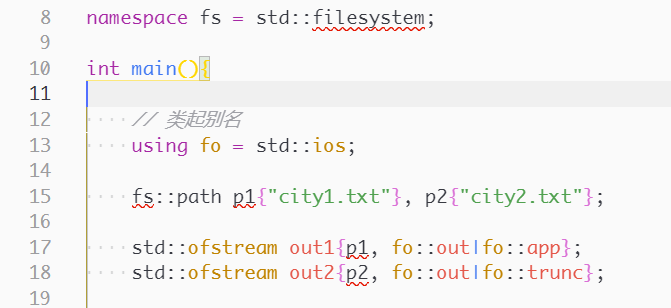 8 namespace fs = std::filesystem;
9
10 int main(){
11
12 // 类起别名
13 using fo = std::ios;
14
15 fs::path p1{"city1.txt"}, p2{"city2.txt"};
16
17 std::ofstream out1{p1, fo::out|fo::app};
18 std::ofstream out2{p2, fo::out|fo::trunc};
19